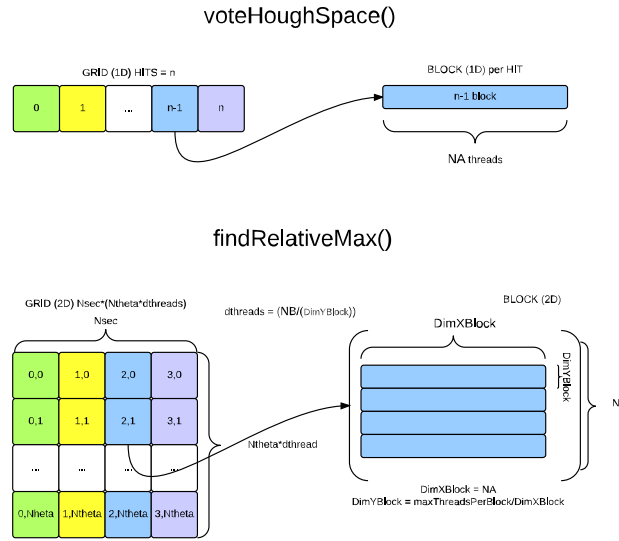 voteHoughSpace()
GRID (1D) HITS = n
BLOCK (1D) per HIT
0 1 ... n-1 n
n-1 block
NA threads
findRelativeMax()
GRID (2D) Nsec*(Ntheta*dthreads)
dthreads = (NB/(DimYBlock))
BLOCK (2D)
Nsec
DimXBlock
0,0 1,0 2,0 3,0
DimYBlock
0,1 1,1 2,1 3,1
N
Ntheta*dthread
... ... ... ...
DimXBlock = NA
DimYBlock = maxThreadsPerBlock/DimXBlock
0,Nheta 1,Ntheta 2,Ntheta 3,Ntheta